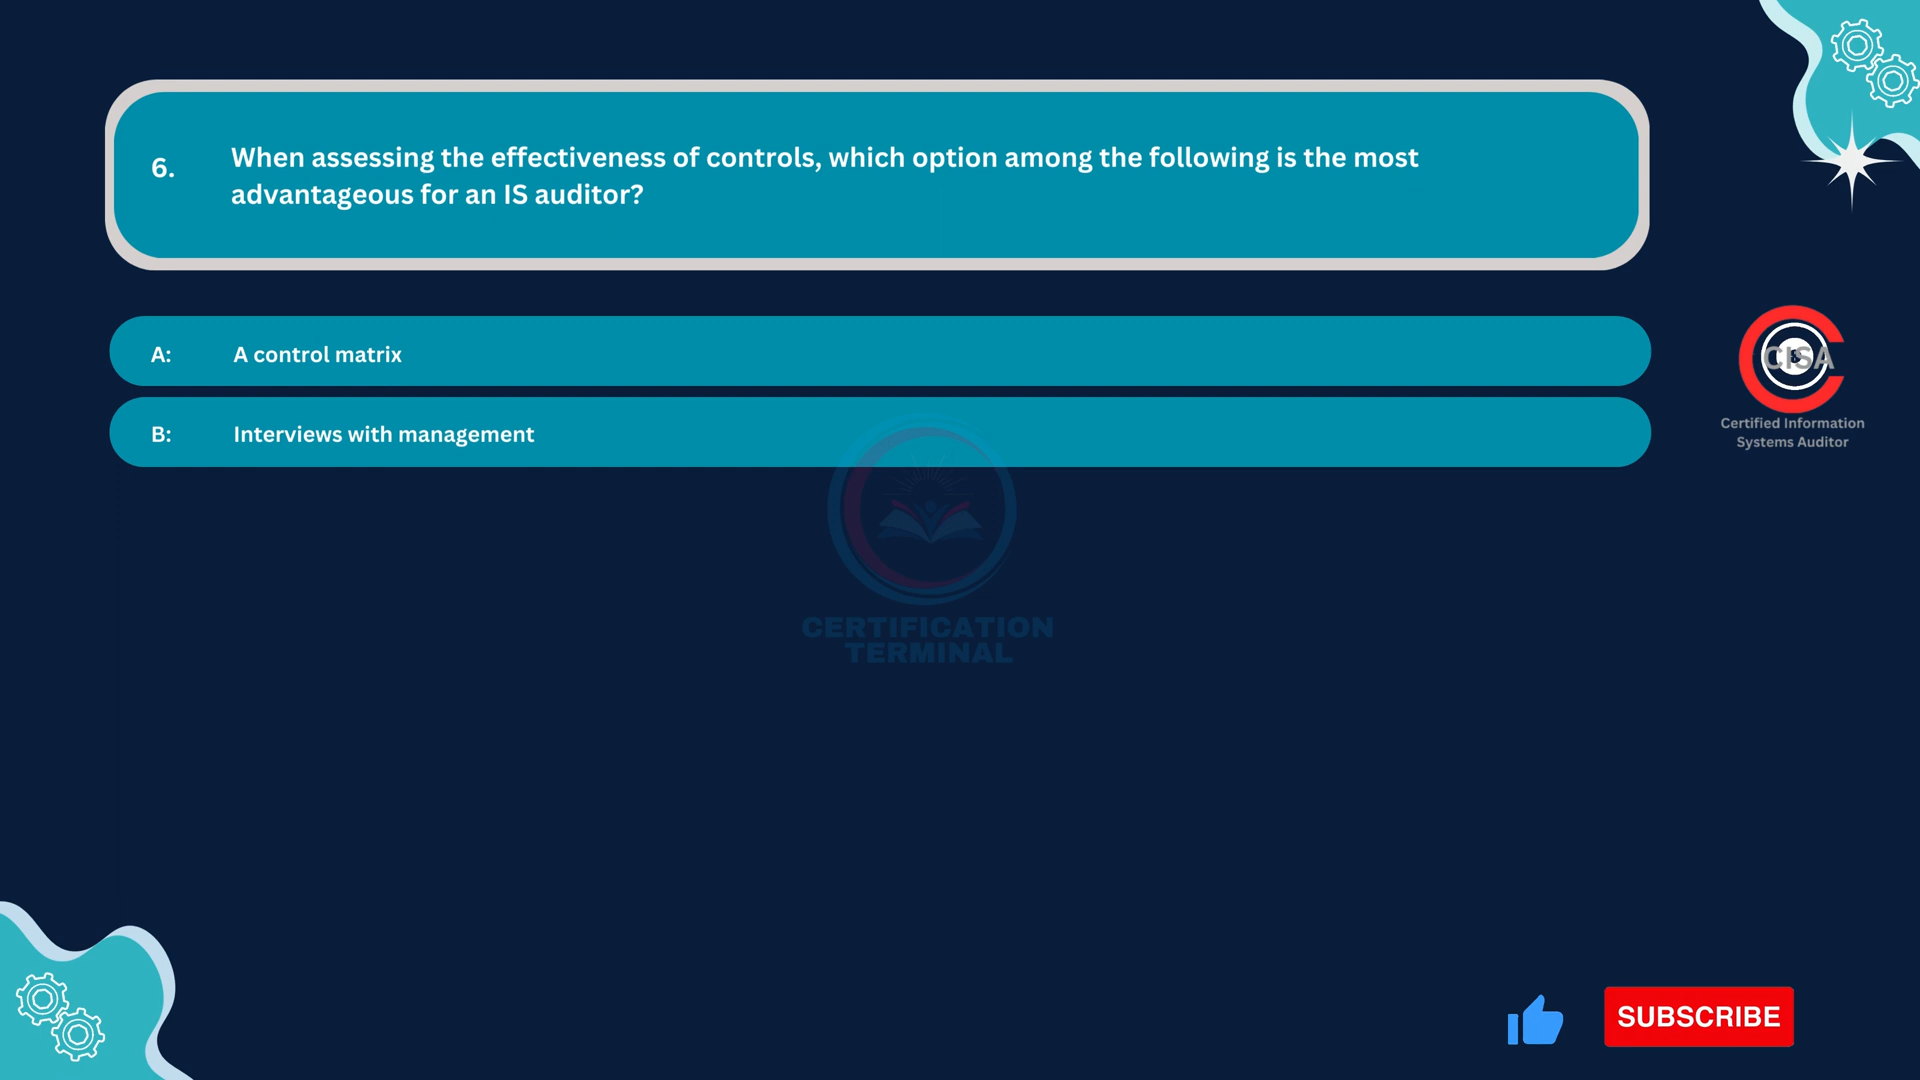 6.
When assessing the effectiveness of controls, which option among the following is the most
advantageous for an IS auditor?
A: A control matrix
B: Interviews with management
CISA
Certified Information
Systems Auditor
CERTIFICATION
TERMINAL
SUBSCRIBE